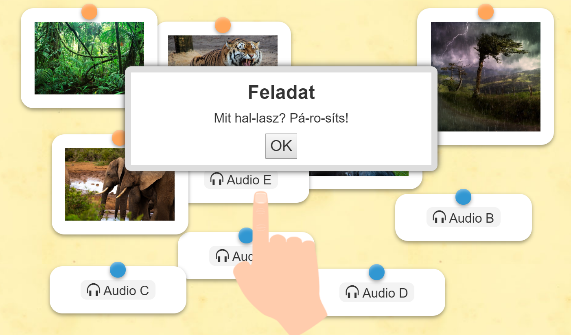 Feladat
Mit hal-lasz? Pá-ro-síts!
OK
Audio E
Audio B
Audio C
Audio D